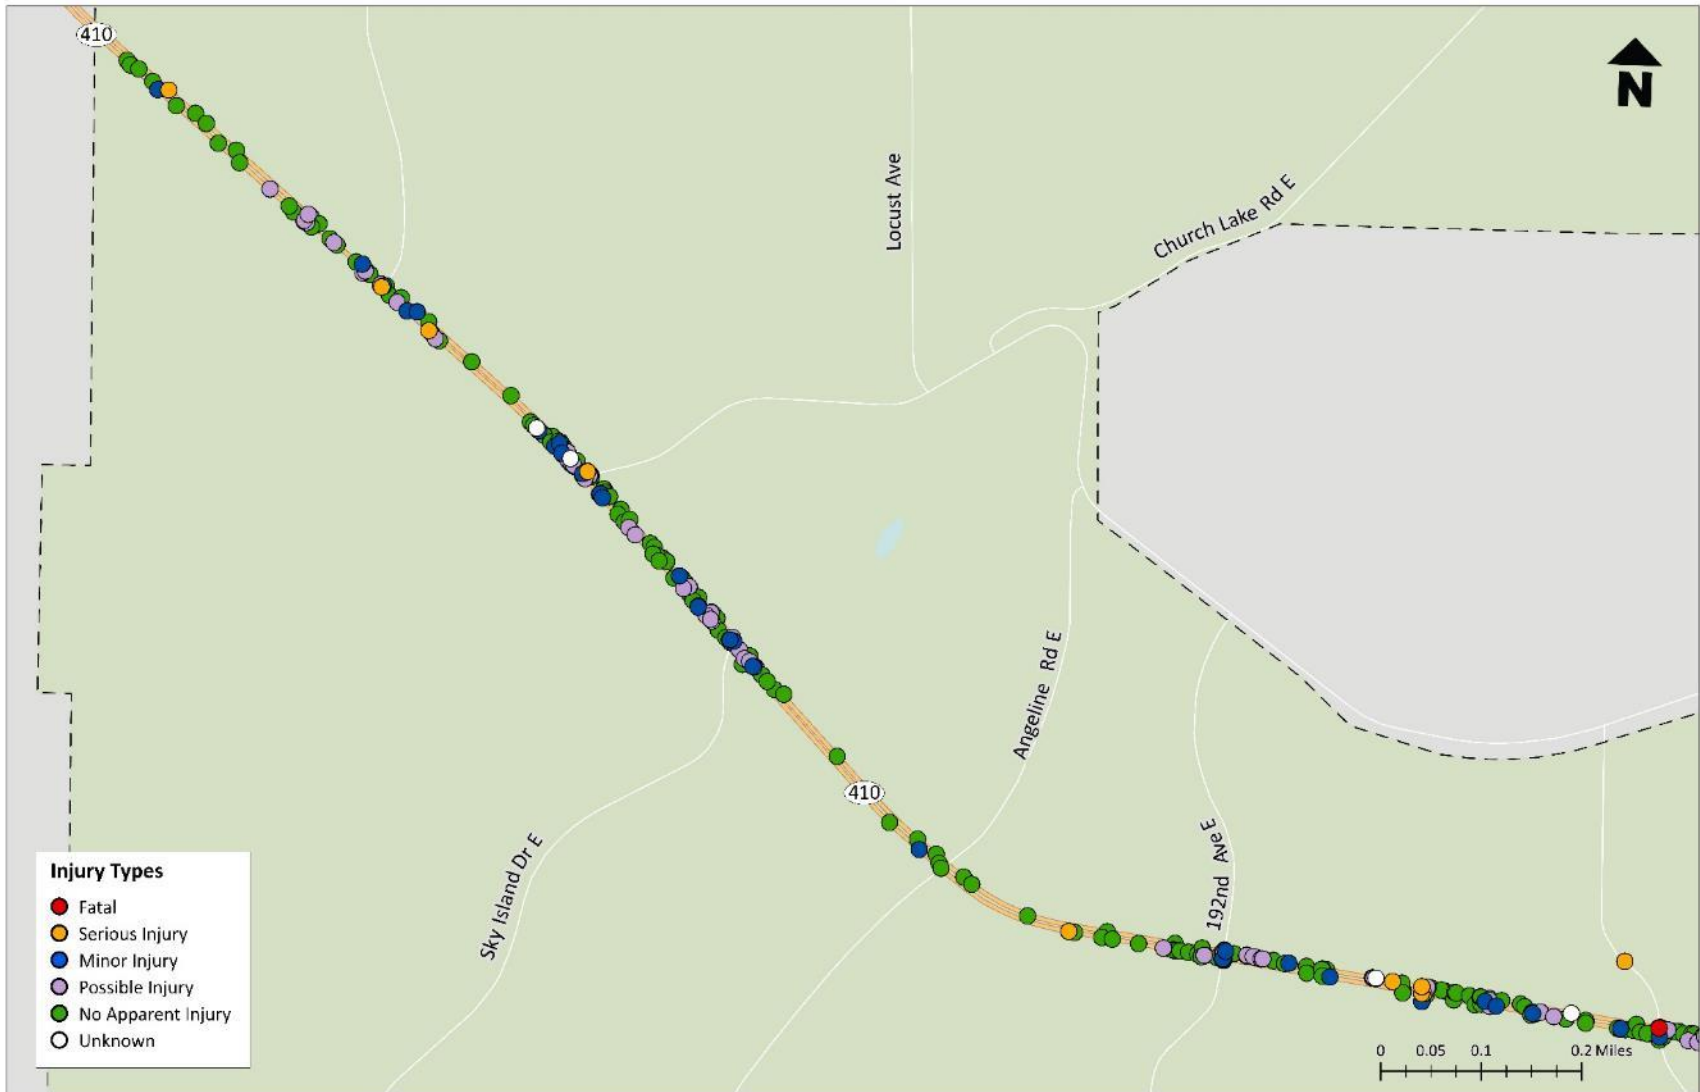 410
N
Locust Ave
Church Lake Rd E
Angeline Rd E
410
192nd Ave E
Sky Island Dr E
Injury Types
Fatal
Serious Injury
Minor Injury
Possible Injury
No Apparent Injury
Unknown
0 0.05 0.1 0.2 Miles